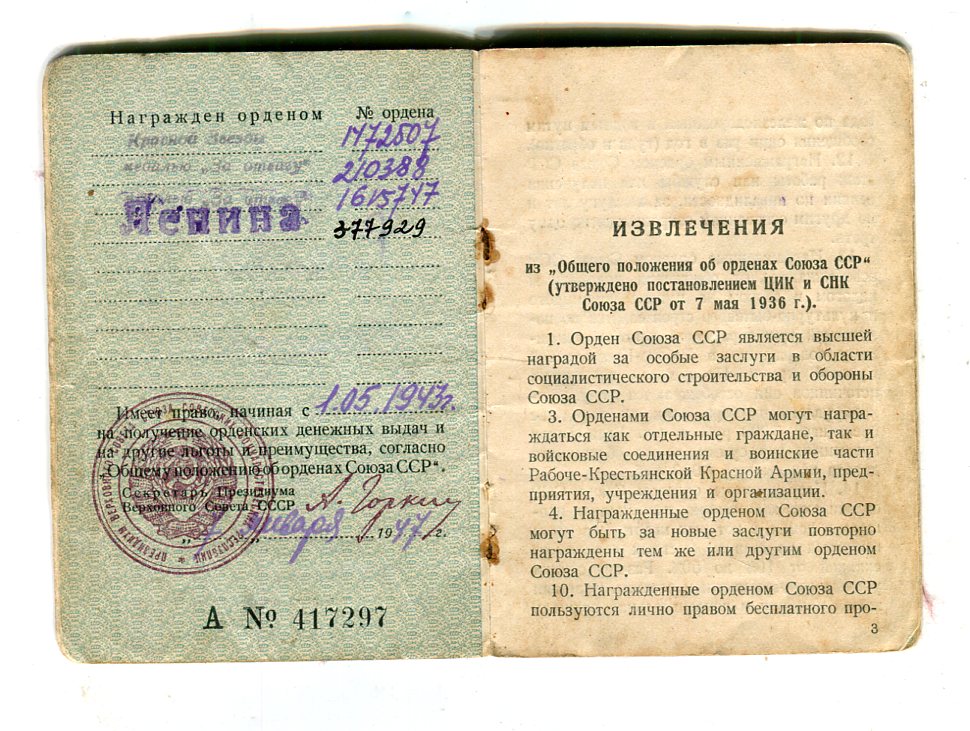 Награжден орденом № ордена
Красной Звезды 1772507
медалью „За отвагу" 210388
1615747
Ленина 377929
Имеет право, начиная с 1.05.1943г.
на получение орденских денежных выдач и
на другие льготы и преимущества, согласно
„Общему положению об орденах Союза ССР".
Секретарь Президиума
Верховного Совета СССР А. Горкин
января 1947 г.
А № 417297
ИЗВЛЕЧЕНИЯ
из „Общего положения об орденах Союза ССР"
(утверждено постановлением ЦИК и СНК
Союза ССР от 7 мая 1936 г.).
1. Орден Союза ССР является высшей
наградой за особые заслуги в области
социалистического строительства и обороны
Союза ССР.
3. Орденами Союза ССР могут награ-
ждаться как отдельные граждане, так и
войсковые соединения и воинские части
Рабоче-Крестьянской Красной Армии, пред-
приятия, учреждения и организации.
4. Награжденные орденом Союза ССР
могут быть за новые заслуги повторно
награждены тем же или другим орденом
Союза ССР.
10. Награжденные орденом Союза ССР
пользуются лично правом бесплатного про-
3